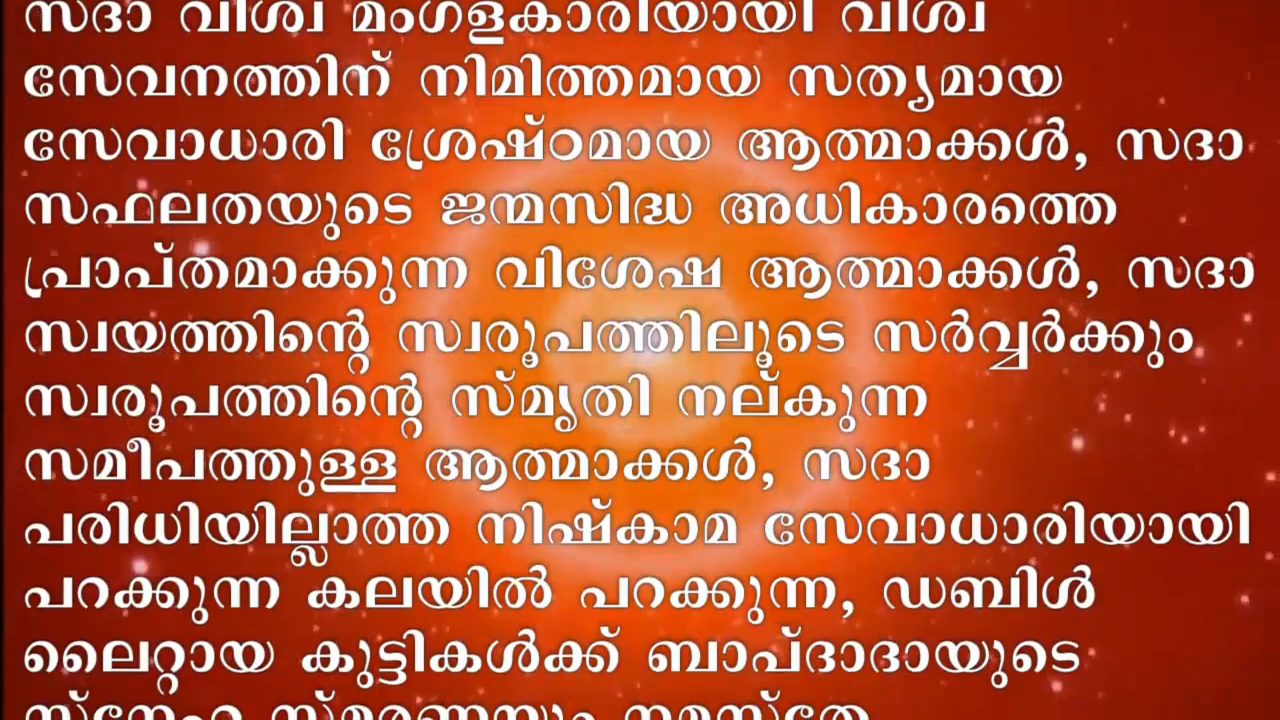 സദാ വിശ്വ മംഗളകാരിയായി വിശ്വ
സേവനത്തിന് നിമിത്തമായ സത്യമായ
സേവാധാരി ശ്രേഷ്ഠമായ ആത്മാക്കൾ, സദാ
സഫലതയുടെ ജന്മസിദ്ധ അധികാരത്തെ
പ്രാപ്തമാക്കുന്ന വിശേഷ ആത്മാക്കൾ, സദാ
സ്വയത്തിന്റെ സ്വരൂപത്തിലൂടെ സർവ്വർക്കും
സ്വരൂപത്തിന്റെ സ്മൃതി നല്കുന്ന
സമീപത്തുള്ള ആത്മാക്കൾ, സദാ
പരിധിയില്ലാത്ത നിഷ്കാമ സേവാധാരിയായി
പറക്കുന്ന കലയിൽ പറക്കുന്ന, ഡബിൾ
ലൈറ്റായ കുട്ടികൾക്ക് ബാപ്ദാദായുടെ
സ്നേഹ സ്മരണയും നമസ്തേ